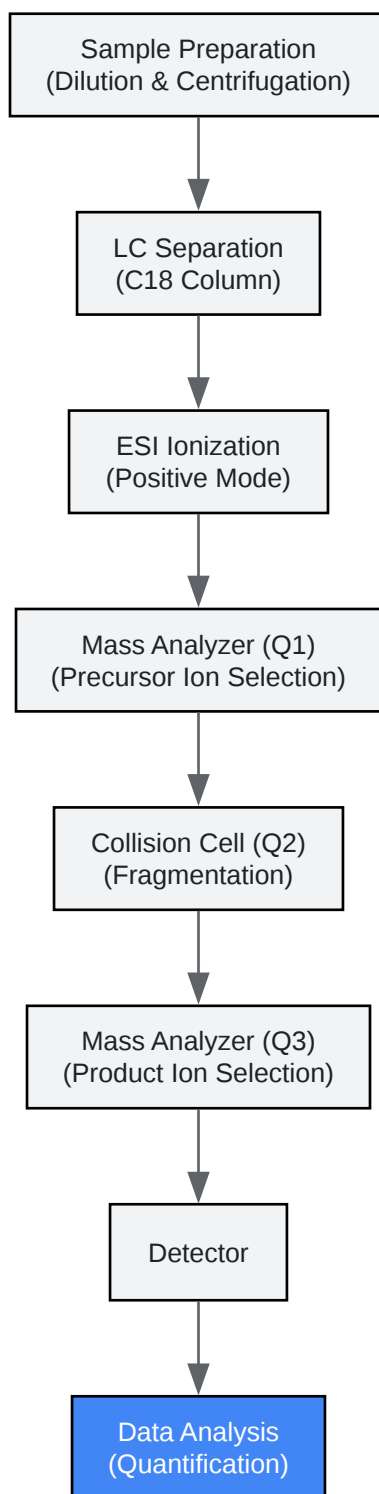 Sample Preparation
(Dilution & Centrifugation)
LC Separation
(C18 Column)
ESI Ionization
(Positive Mode)
Mass Analyzer (Q1)
(Precursor Ion Selection)
Collision Cell (Q2)
(Fragmentation)
Mass Analyzer (Q3)
(Product Ion Selection)
Detector
Data Analysis
(Quantification)